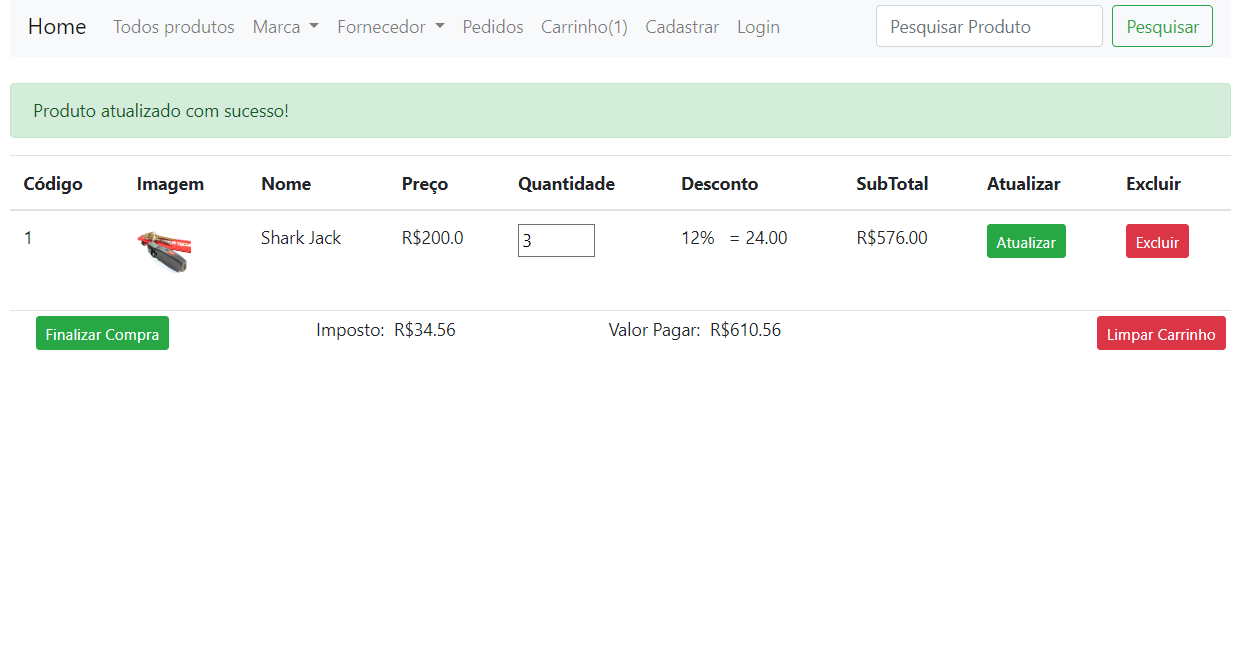 Home Todos produtos Marca Fornecedor Pedidos Carrinho(1) Cadastrar Login Pesquisar Produto Pesquisar
Produto atualizado com sucesso!
Código Imagem Nome Preço Quantidade Desconto SubTotal Atualizar Excluir
1 Shark Jack R$200.0 3 12% = 24.00 R$576.00 Atualizar Excluir
Finalizar Compra Imposto: R$34.56 Valor Pagar: R$610.56 Limpar Carrinho